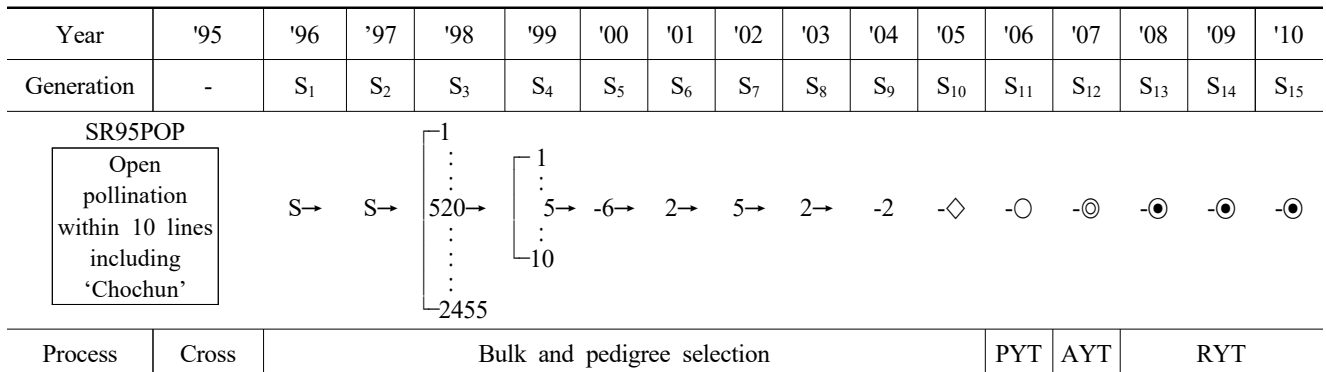 Year '95 '96 ’97 '98 '99 '00 '01 '02 '03 '04 '05 '06 '07 '08 '09 '10
Generation - S₁ S₂ S₃ S₄ S₅ S₆ S₇ S₈ S₉ S₁₀ S₁₁ S₁₂ S₁₃ S₁₄ S₁₅
SR95POP
Open
pollination
within 10 lines
including
‘Chochun’
1
1
S→ S→ 520→ 5→ -6→ 2→ 5→ 2→ -2 -◇ -○ -◎ -◉ -◉ -◉
10
2455
Process Cross Bulk and pedigree selection PYT AYT RYT